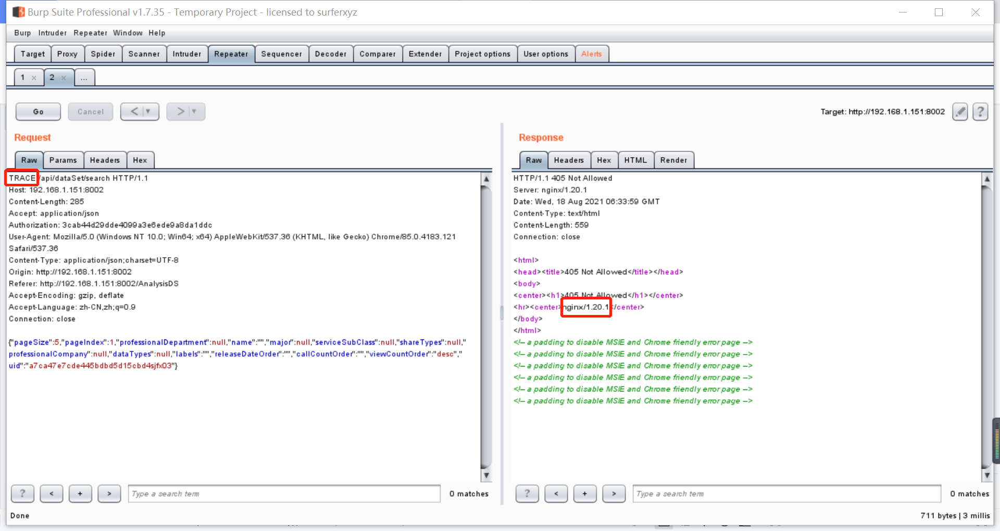 Burp Suite Professional v1.7.35 - Temporary Project - licensed to surferxyz
Burp Intruder Repeater Window Help
Target Proxy Spider Scanner Intruder Repeater Sequencer Decoder Comparer Extender Project options User options Alerts
1 × 2 × ...
Go Cancel < ▼ > ▼ Target: http://192.168.1.151:8002 ?
Request
Raw Params Headers Hex
TRACE /api/dataSet/search HTTP/1.1
Host: 192.168.1.151:8002
Content-Length: 285
Accept: application/json
Authorization: 3cab44d29dde4099a3e6ede9a8da1ddc
User-Agent: Mozilla/5.0 (Windows NT 10.0; Win64; x64) AppleWebKit/537.36 (KHTML, like Gecko) Chrome/85.0.4183.121
Safari/537.36
Content-Type: application/json;charset=UTF-8
Origin: http://192.168.1.151:8002
Referer: http://192.168.1.151:8002/AnalysisDS
Accept-Encoding: gzip, deflate
Accept-Language: zh-CN,zh;q=0.9
Connection: close
{"pageSize":5,"pageIndex":1,"professionalDepartment":null,"name":"","major":null,"serviceSubClass":null,"shareTypes":null,"
professionalCompany":null,"dataTypes":null,"labels":"","releaseDateOrder":"","callCountOrder":"","viewCountOrder":"desc","
uid":"a7ca47e7cde445bdbd5d15cbd4sjfx03"}
? < + > Type a search term 0 matches
Response
Raw Headers Hex HTML Render
HTTP/1.1 405 Not Allowed
Server: nginx/1.20.1
Date: Wed, 18 Aug 2021 06:33:59 GMT
Content-Type: text/html
Content-Length: 559
Connection: close
<html>
<head><title>405 Not Allowed</title></head>
<body>
<center><h1>405 Not Allowed</h1></center>
<hr><center>nginx/1.20.1</center>
</body>
</html>
<!-- a padding to disable MSIE and Chrome friendly error page -->
<!-- a padding to disable MSIE and Chrome friendly error page -->
<!-- a padding to disable MSIE and Chrome friendly error page -->
<!-- a padding to disable MSIE and Chrome friendly error page -->
<!-- a padding to disable MSIE and Chrome friendly error page -->
<!-- a padding to disable MSIE and Chrome friendly error page -->
? < + > Type a search term 0 matches
Done 711 bytes | 3 millis